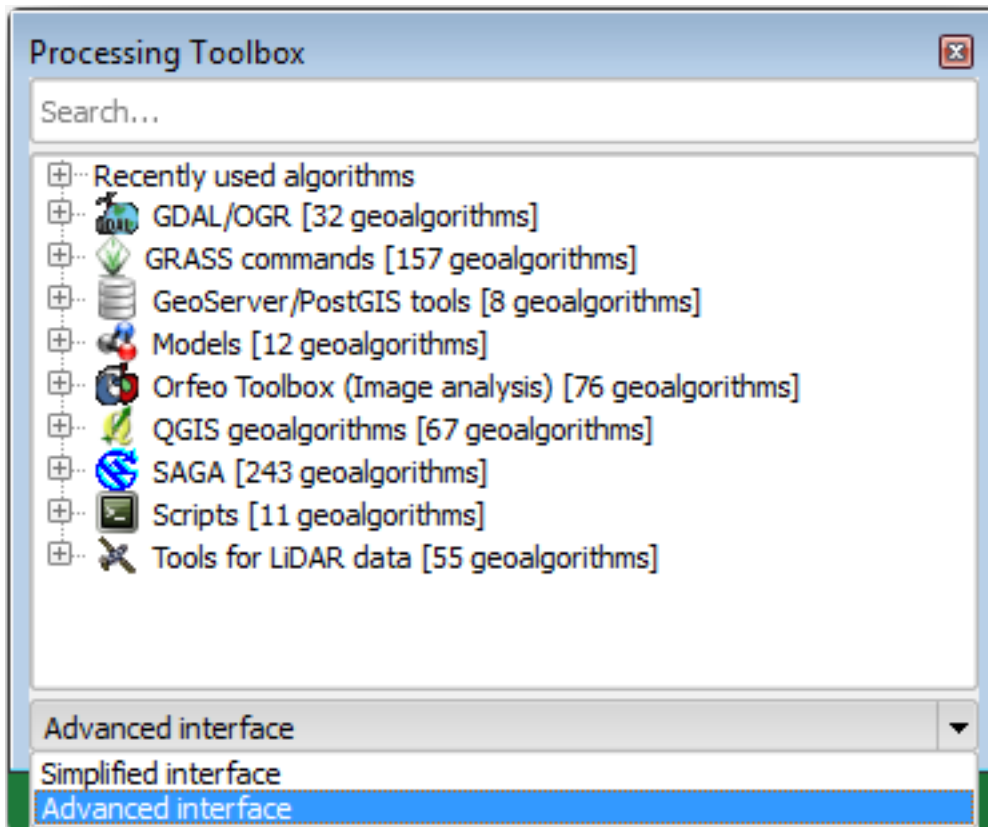 Processing Toolbox
Search...
Recently used algorithms
GDAL/OGR [32 geoalgorithms]
GRASS commands [157 geoalgorithms]
GeoServer/PostGIS tools [8 geoalgorithms]
Models [12 geoalgorithms]
Orfeo Toolbox (Image analysis) [76 geoalgorithms]
QGIS geoalgorithms [67 geoalgorithms]
SAGA [243 geoalgorithms]
Scripts [11 geoalgorithms]
Tools for LiDAR data [55 geoalgorithms]
Advanced interface
Simplified interface
Advanced interface